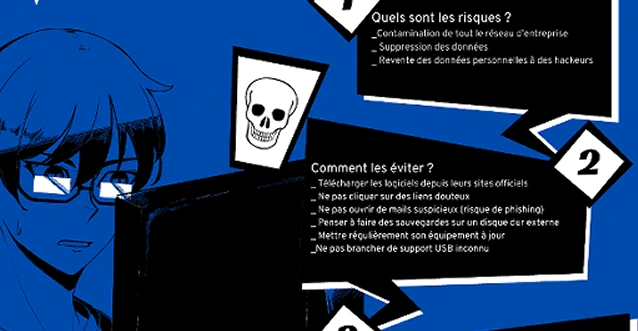 1
Quels sont les risques ?
_Contamination de tout le réseau d'entreprise
_ Suppression des données
_ Revente des données personnelles à des hackeurs
2
Comment les éviter ?
_ Télécharger les logiciels depuis leurs sites officiels
_ Ne pas cliquer sur des liens douteux
_ Ne pas ouvrir de mails suspicieux (risque de phishing)
_ Penser à faire des sauvegardes sur un disque dur externe
_ Mettre régulièrement son équipement à jour
_Ne pas brancher de support USB inconnu